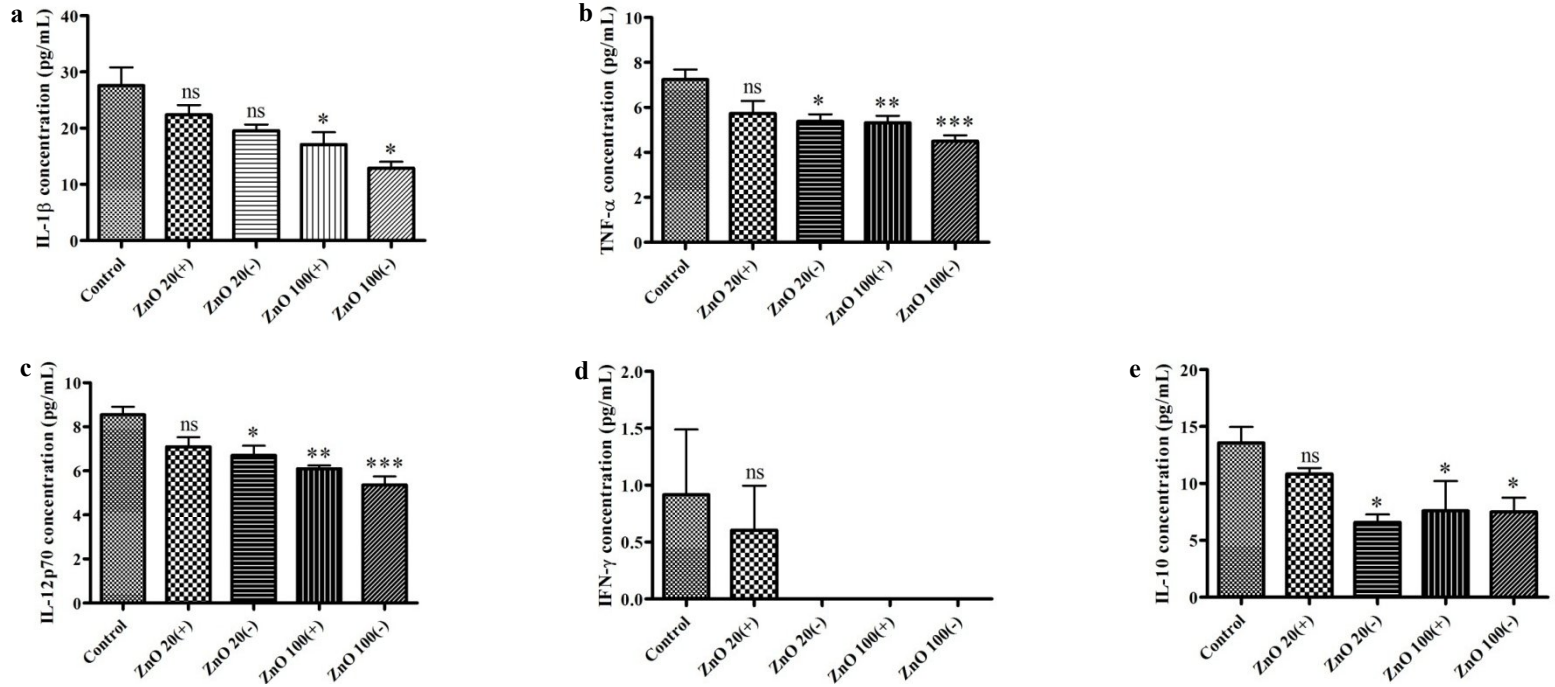 a
IL-1β concentration (pg/mL)
40
30
20
10
0
ns
ns
*
*
Control
ZnO 20(+)
ZnO 20(-)
ZnO 100(+)
ZnO 100(-)
b
TNF-α concentration (pg/mL)
10
8
6
4
2
0
ns
*
**
***
Control
ZnO 20(+)
ZnO 20(-)
ZnO 100(+)
ZnO 100(-)
c
IL-12p70 concentration (pg/mL)
10
8
6
4
2
0
ns
*
**
***
Control
ZnO 20(+)
ZnO 20(-)
ZnO 100(+)
ZnO 100(-)
d
IFN-γ concentration (pg/mL)
2.0
1.5
1.0
0.5
0.0
ns
Control
ZnO 20(+)
ZnO 20(-)
ZnO 100(+)
ZnO 100(-)
e
IL-10 concentration (pg/mL)
20
15
10
5
0
ns
*
*
*
Control
ZnO 20(+)
ZnO 20(-)
ZnO 100(+)
ZnO 100(-)